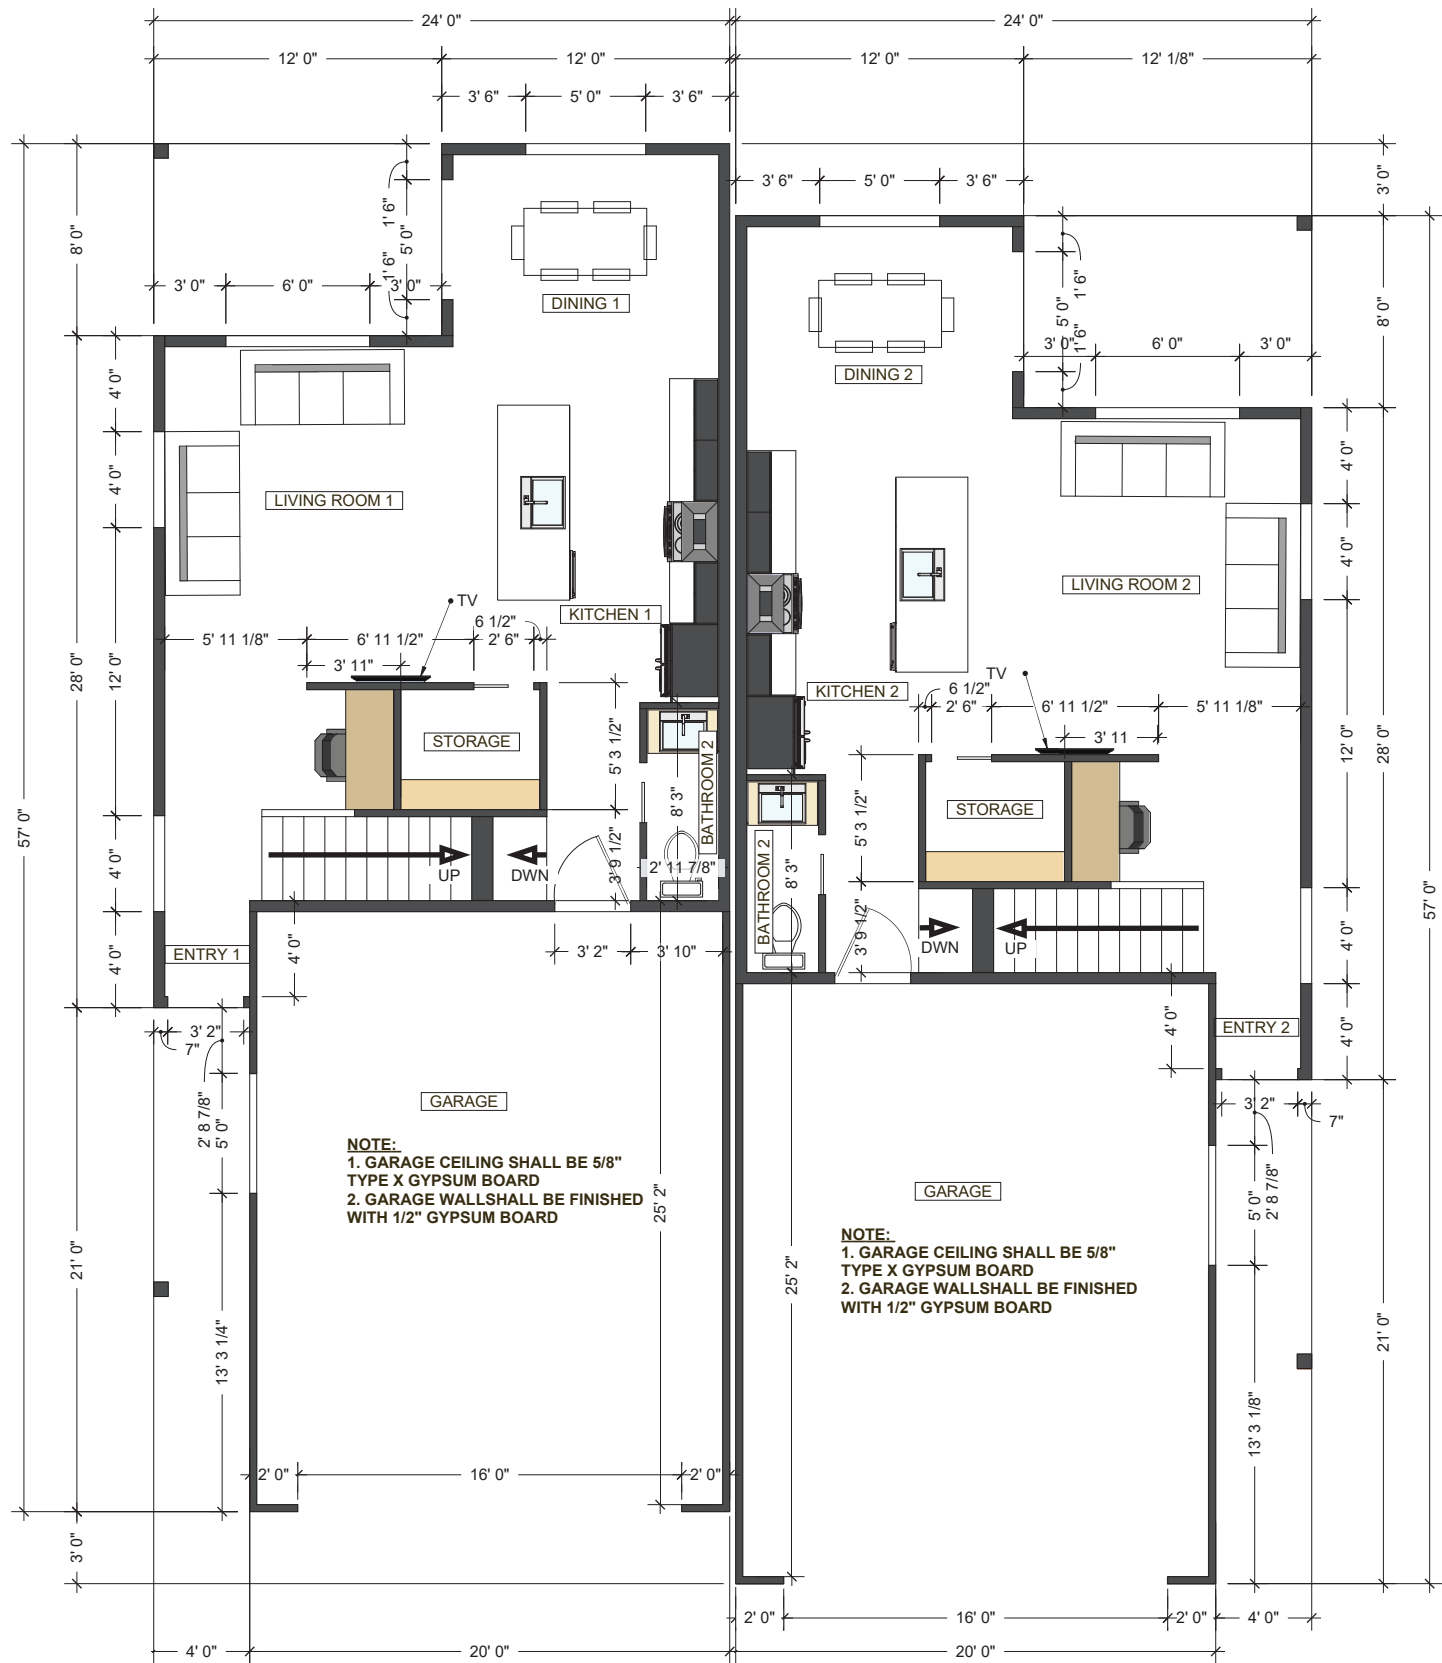 24' 0"
24' 0"
12' 0"
12' 0"
12' 0"
12' 1/8"
3' 6"
5' 0"
3' 6"
3' 6"
5' 0"
3' 6"
3' 0"
8' 0"
1' 6"
5' 0"
1' 6"
3' 0"
6' 0"
3' 0"
DINING 1
1' 6"
5' 0"
1' 6"
8' 0"
3' 0"
6' 0"
3' 0"
DINING 2
4' 0"
4' 0"
LIVING ROOM 1
4' 0"
4' 0"
LIVING ROOM 2
TV
KITCHEN 1
6 1/2"
5' 11 1/8"
6' 11 1/2"
2' 6"
3' 11"
28' 0"
12' 0"
KITCHEN 2
6 1/2"
TV
2' 6"
6' 11 1/2"
5' 11 1/8"
3' 11
12' 0"
28' 0"
STORAGE
5' 3 1/2"
8' 3"
BATHROOM 2
STORAGE
5' 3 1/2"
8' 3"
BATHROOM 2
57' 0"
57' 0"
4' 0"
UP
DWN
3' 9 1/2"
2' 11 7/8"
3' 9 1/2"
DWN
UP
4' 0"
ENTRY 1
4' 0"
4' 0"
3' 2"
3' 10"
4' 0"
ENTRY 2
4' 0"
3' 2"
7"
2' 8 7/8"
5' 0"
3' 2"
7"
5' 0"
2' 8 7/8"
GARAGE
NOTE:
1. GARAGE CEILING SHALL BE 5/8"
TYPE X GYPSUM BOARD
2. GARAGE WALLSHALL BE FINISHED
WITH 1/2" GYPSUM BOARD
25' 2"
GARAGE
NOTE:
1. GARAGE CEILING SHALL BE 5/8"
TYPE X GYPSUM BOARD
2. GARAGE WALLSHALL BE FINISHED
WITH 1/2" GYPSUM BOARD
25' 2"
21' 0"
13' 3 1/4"
21' 0"
13' 3 1/8"
2' 0"
16' 0"
2' 0"
3' 0"
2' 0"
16' 0"
2' 0"
4' 0"
4' 0"
20' 0"
20' 0"